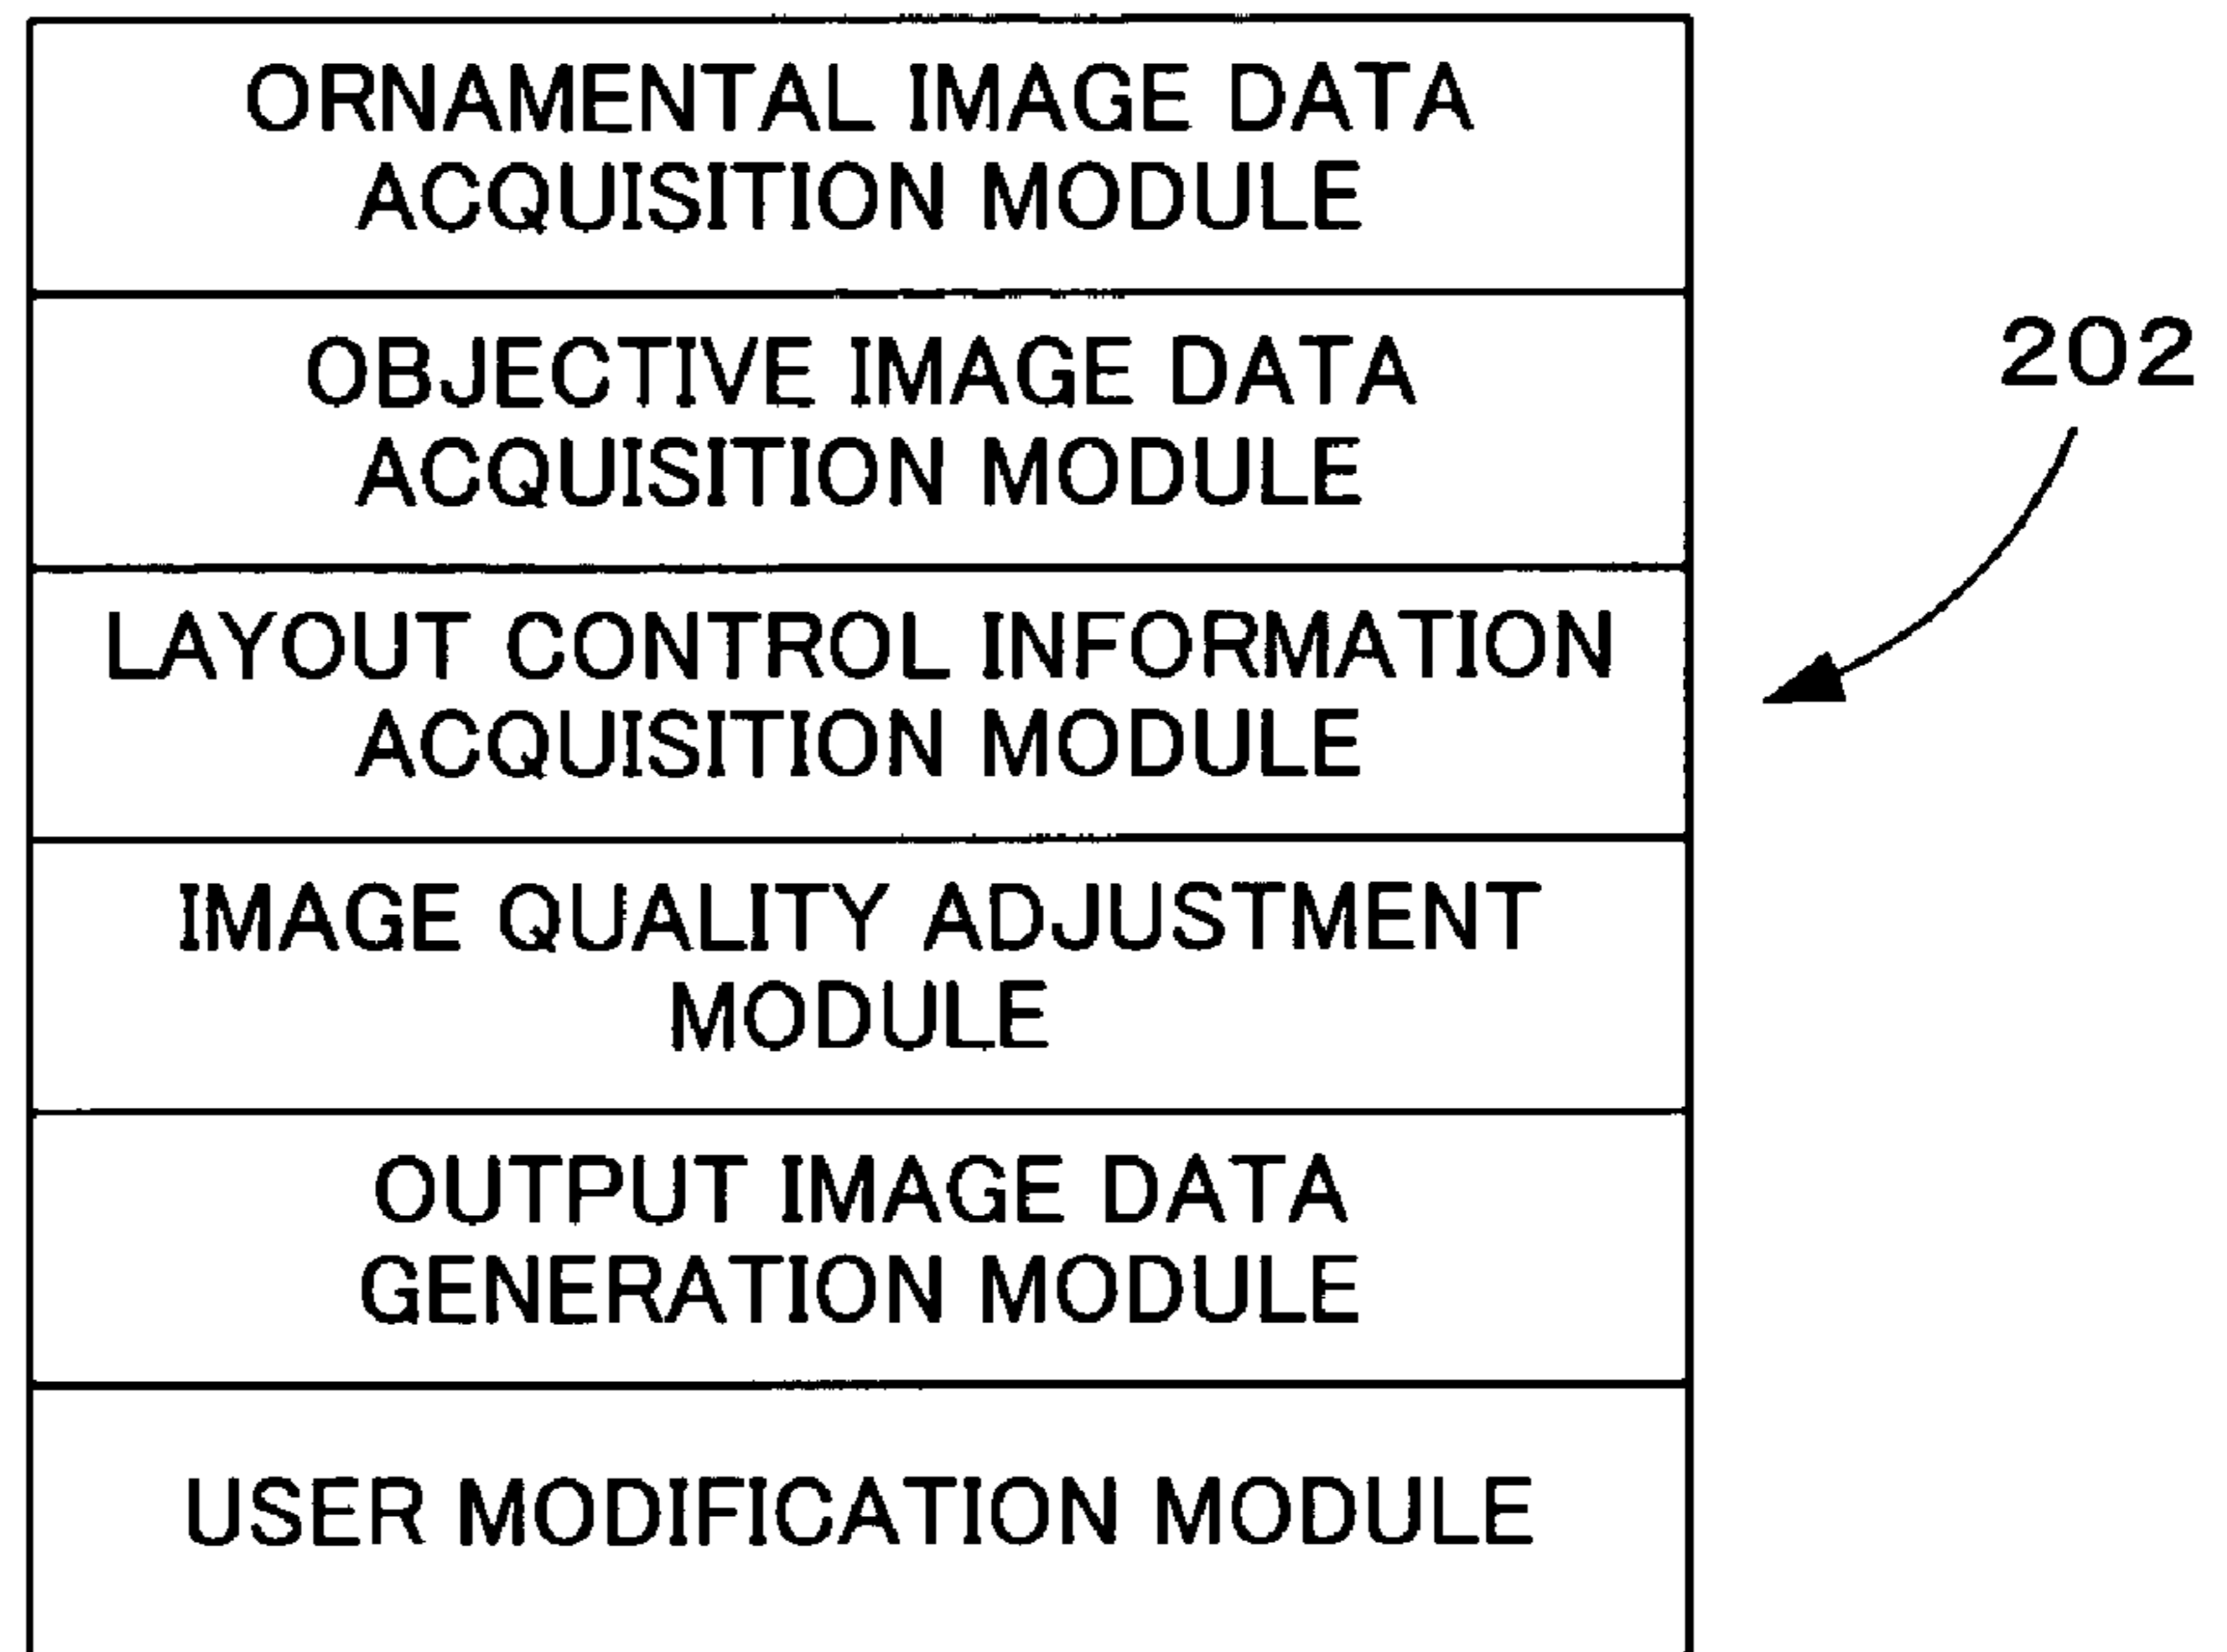 ORNAMENTAL IMAGE DATA
ACQUISITION MODULE
OBJECTIVE IMAGE DATA
ACQUISITION MODULE
202
LAYOUT CONTROL INFORMATION
ACQUISITION MODULE
IMAGE QUALITY ADJUSTMENT
MODULE
OUTPUT IMAGE DATA
GENERATION MODULE
USER MODIFICATION MODULE